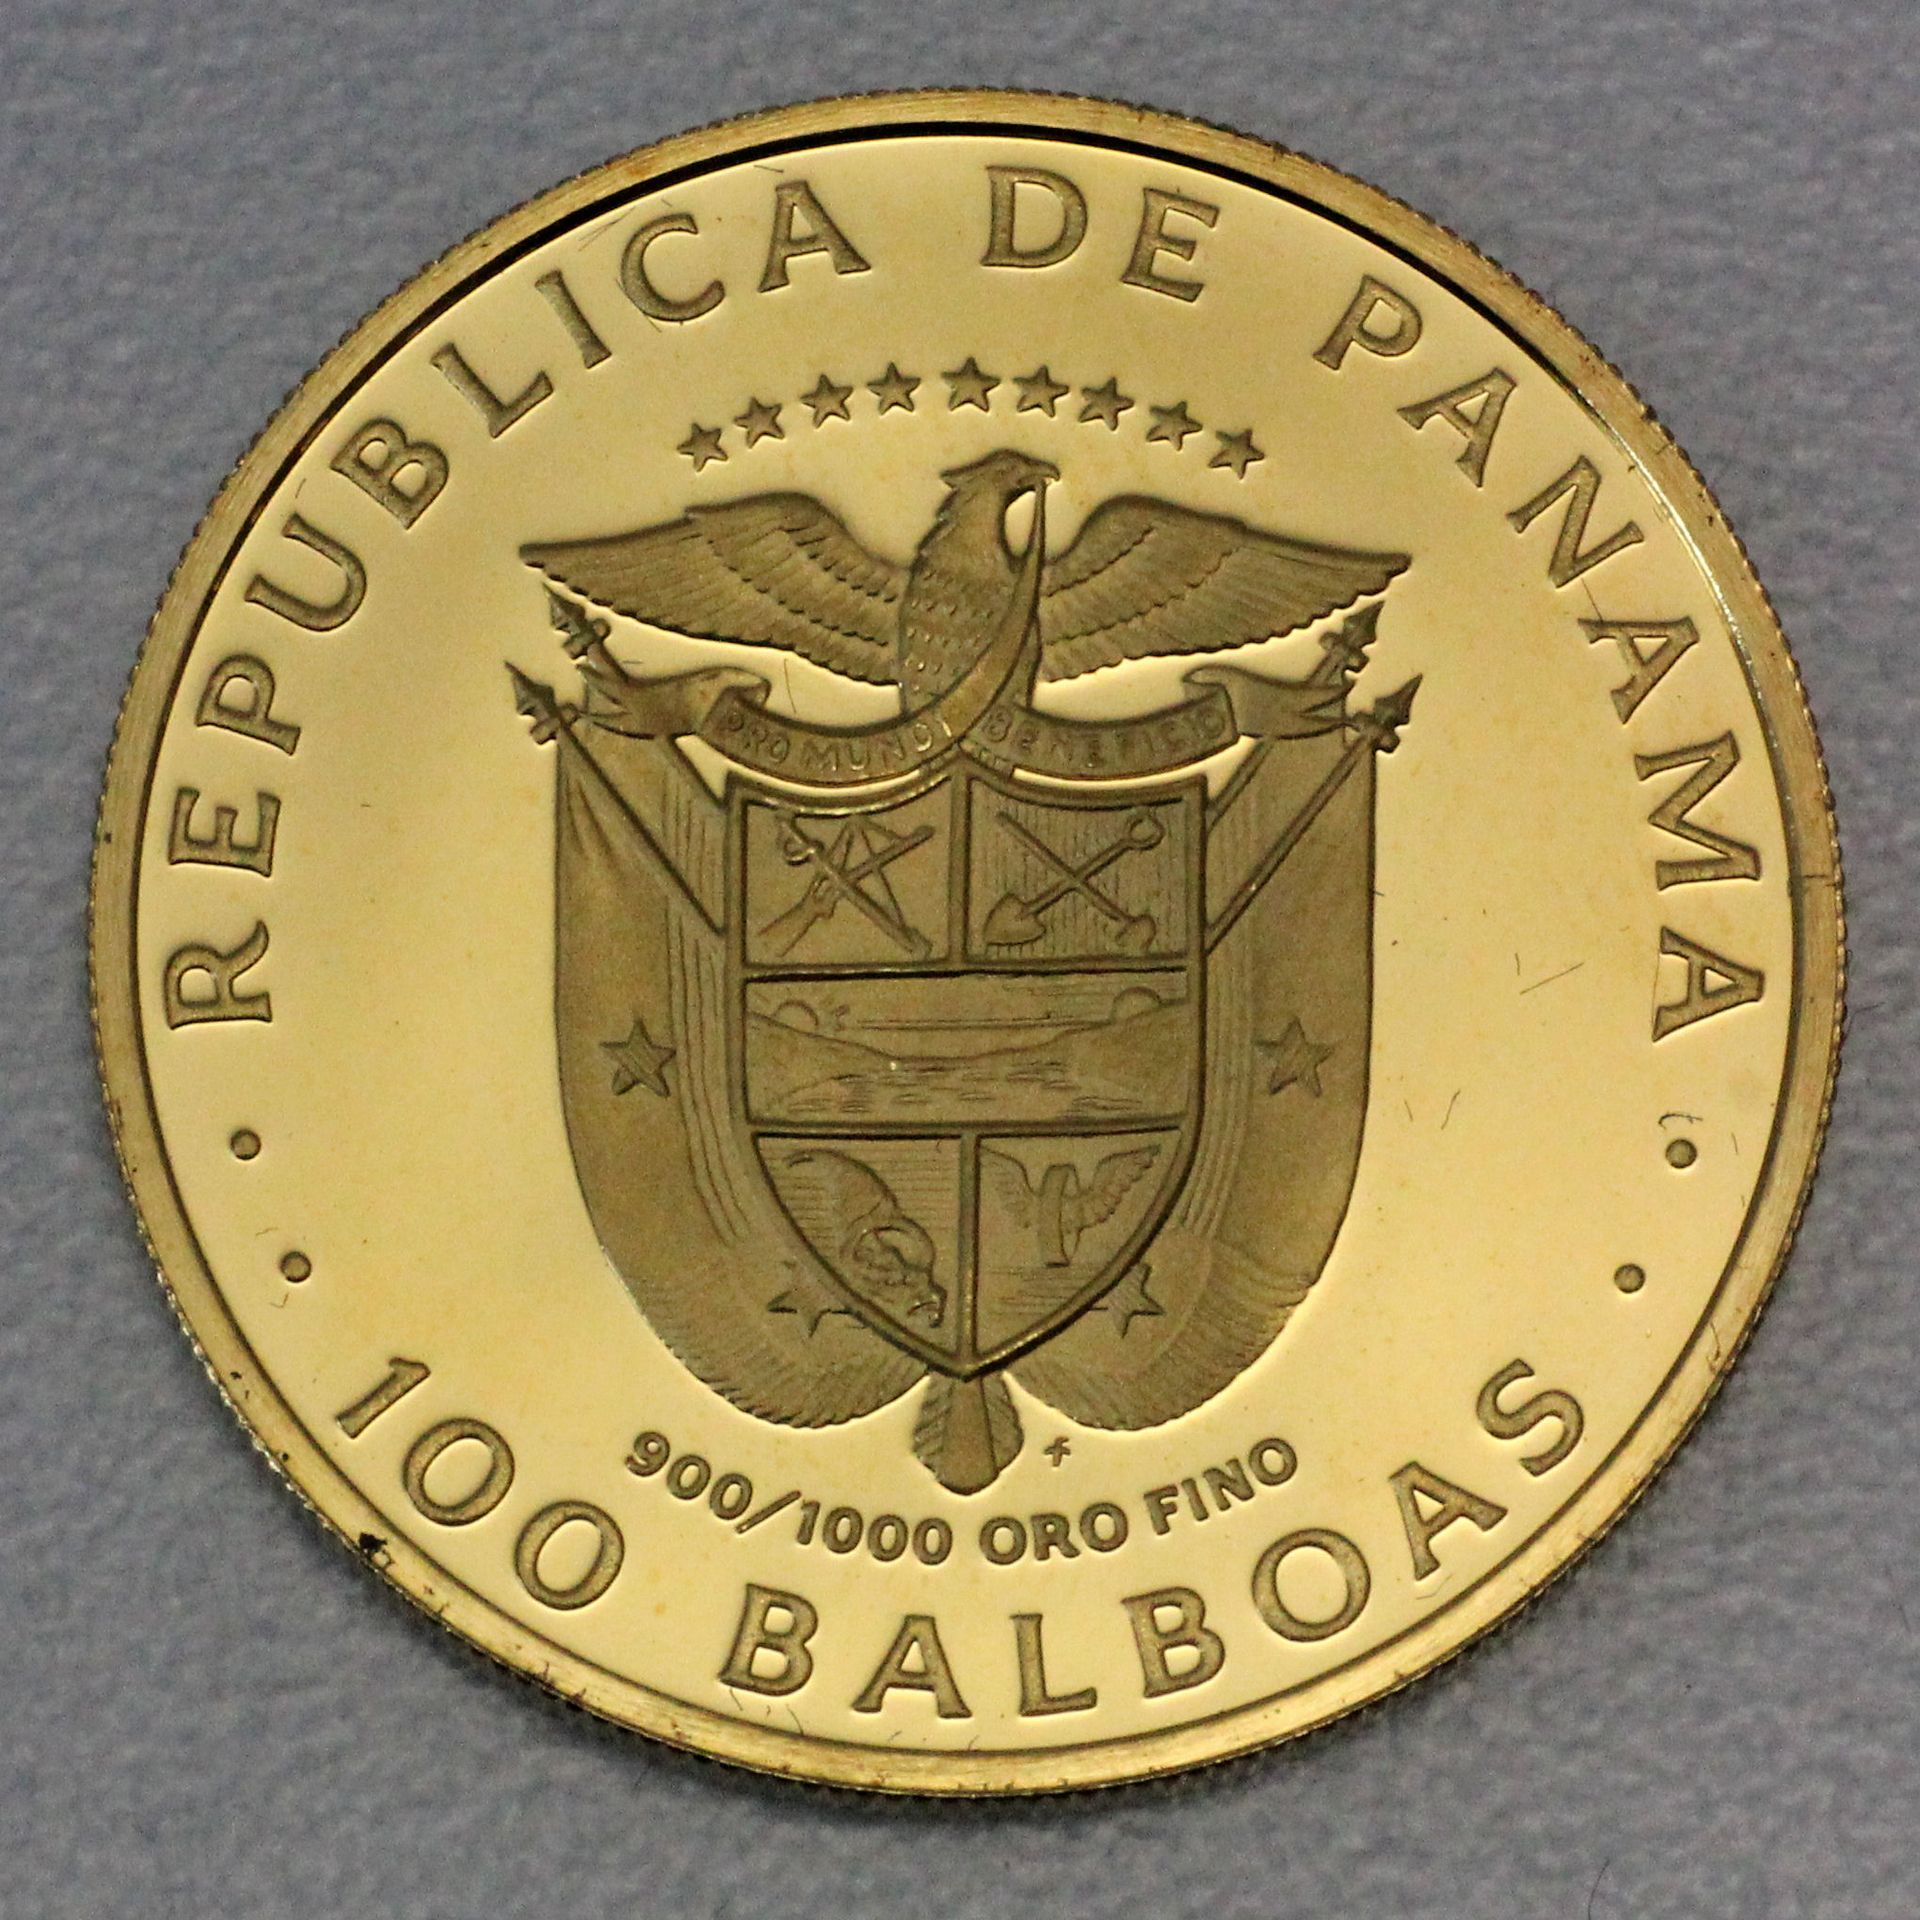 REPUBLICA DE PANAMA
PRO MUNDI BENEFICIO
900/1000 ORO FINO
100 BALBOAS